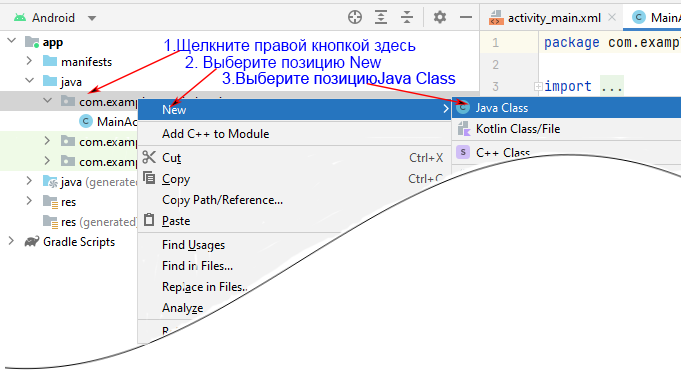 Android
activity_main.xml
MainA
app
1.Щелкните правой кнопкой здесь
1
package com.exampl
manifests
2. Выберите позицию New
2
java
3.Выберите позициюJava Class
3
import ...
com.exampl
New
Java Class
MainAc
Add C++ to Module
Kotlin Class/File
com.examp
Cut
Ctrl+X
C++ Class
com.examp
java (generated
Copy
Ctrl+C
res
Copy Path/Reference...
res (generated)
Paste
Gradle Scripts
Find Usages
Find in Files...
Replace in Files..
Analyze